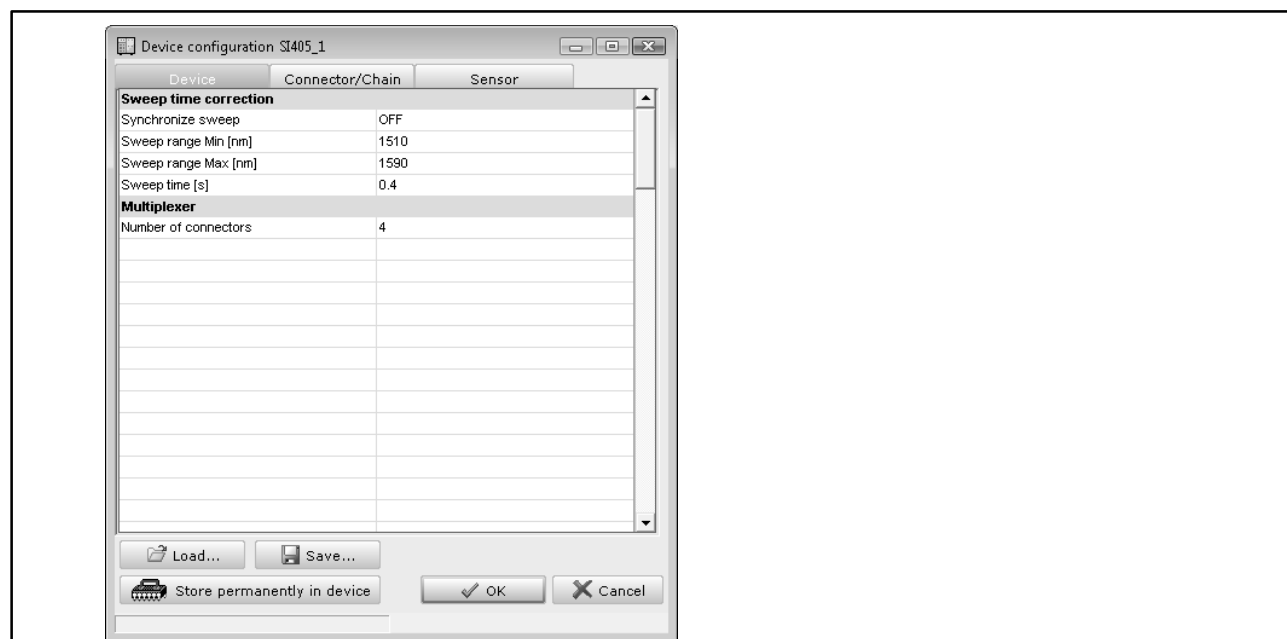 Device configuration SI405_1
Device Connector/Chain Sensor
Sweep time correction
Synchronize sweep OFF
Sweep range Min [nm] 1510
Sweep range Max [nm] 1590
Sweep time [s] 0.4
Multiplexer
Number of connectors 4
Load... Save...
Store permanently in device OK Cancel